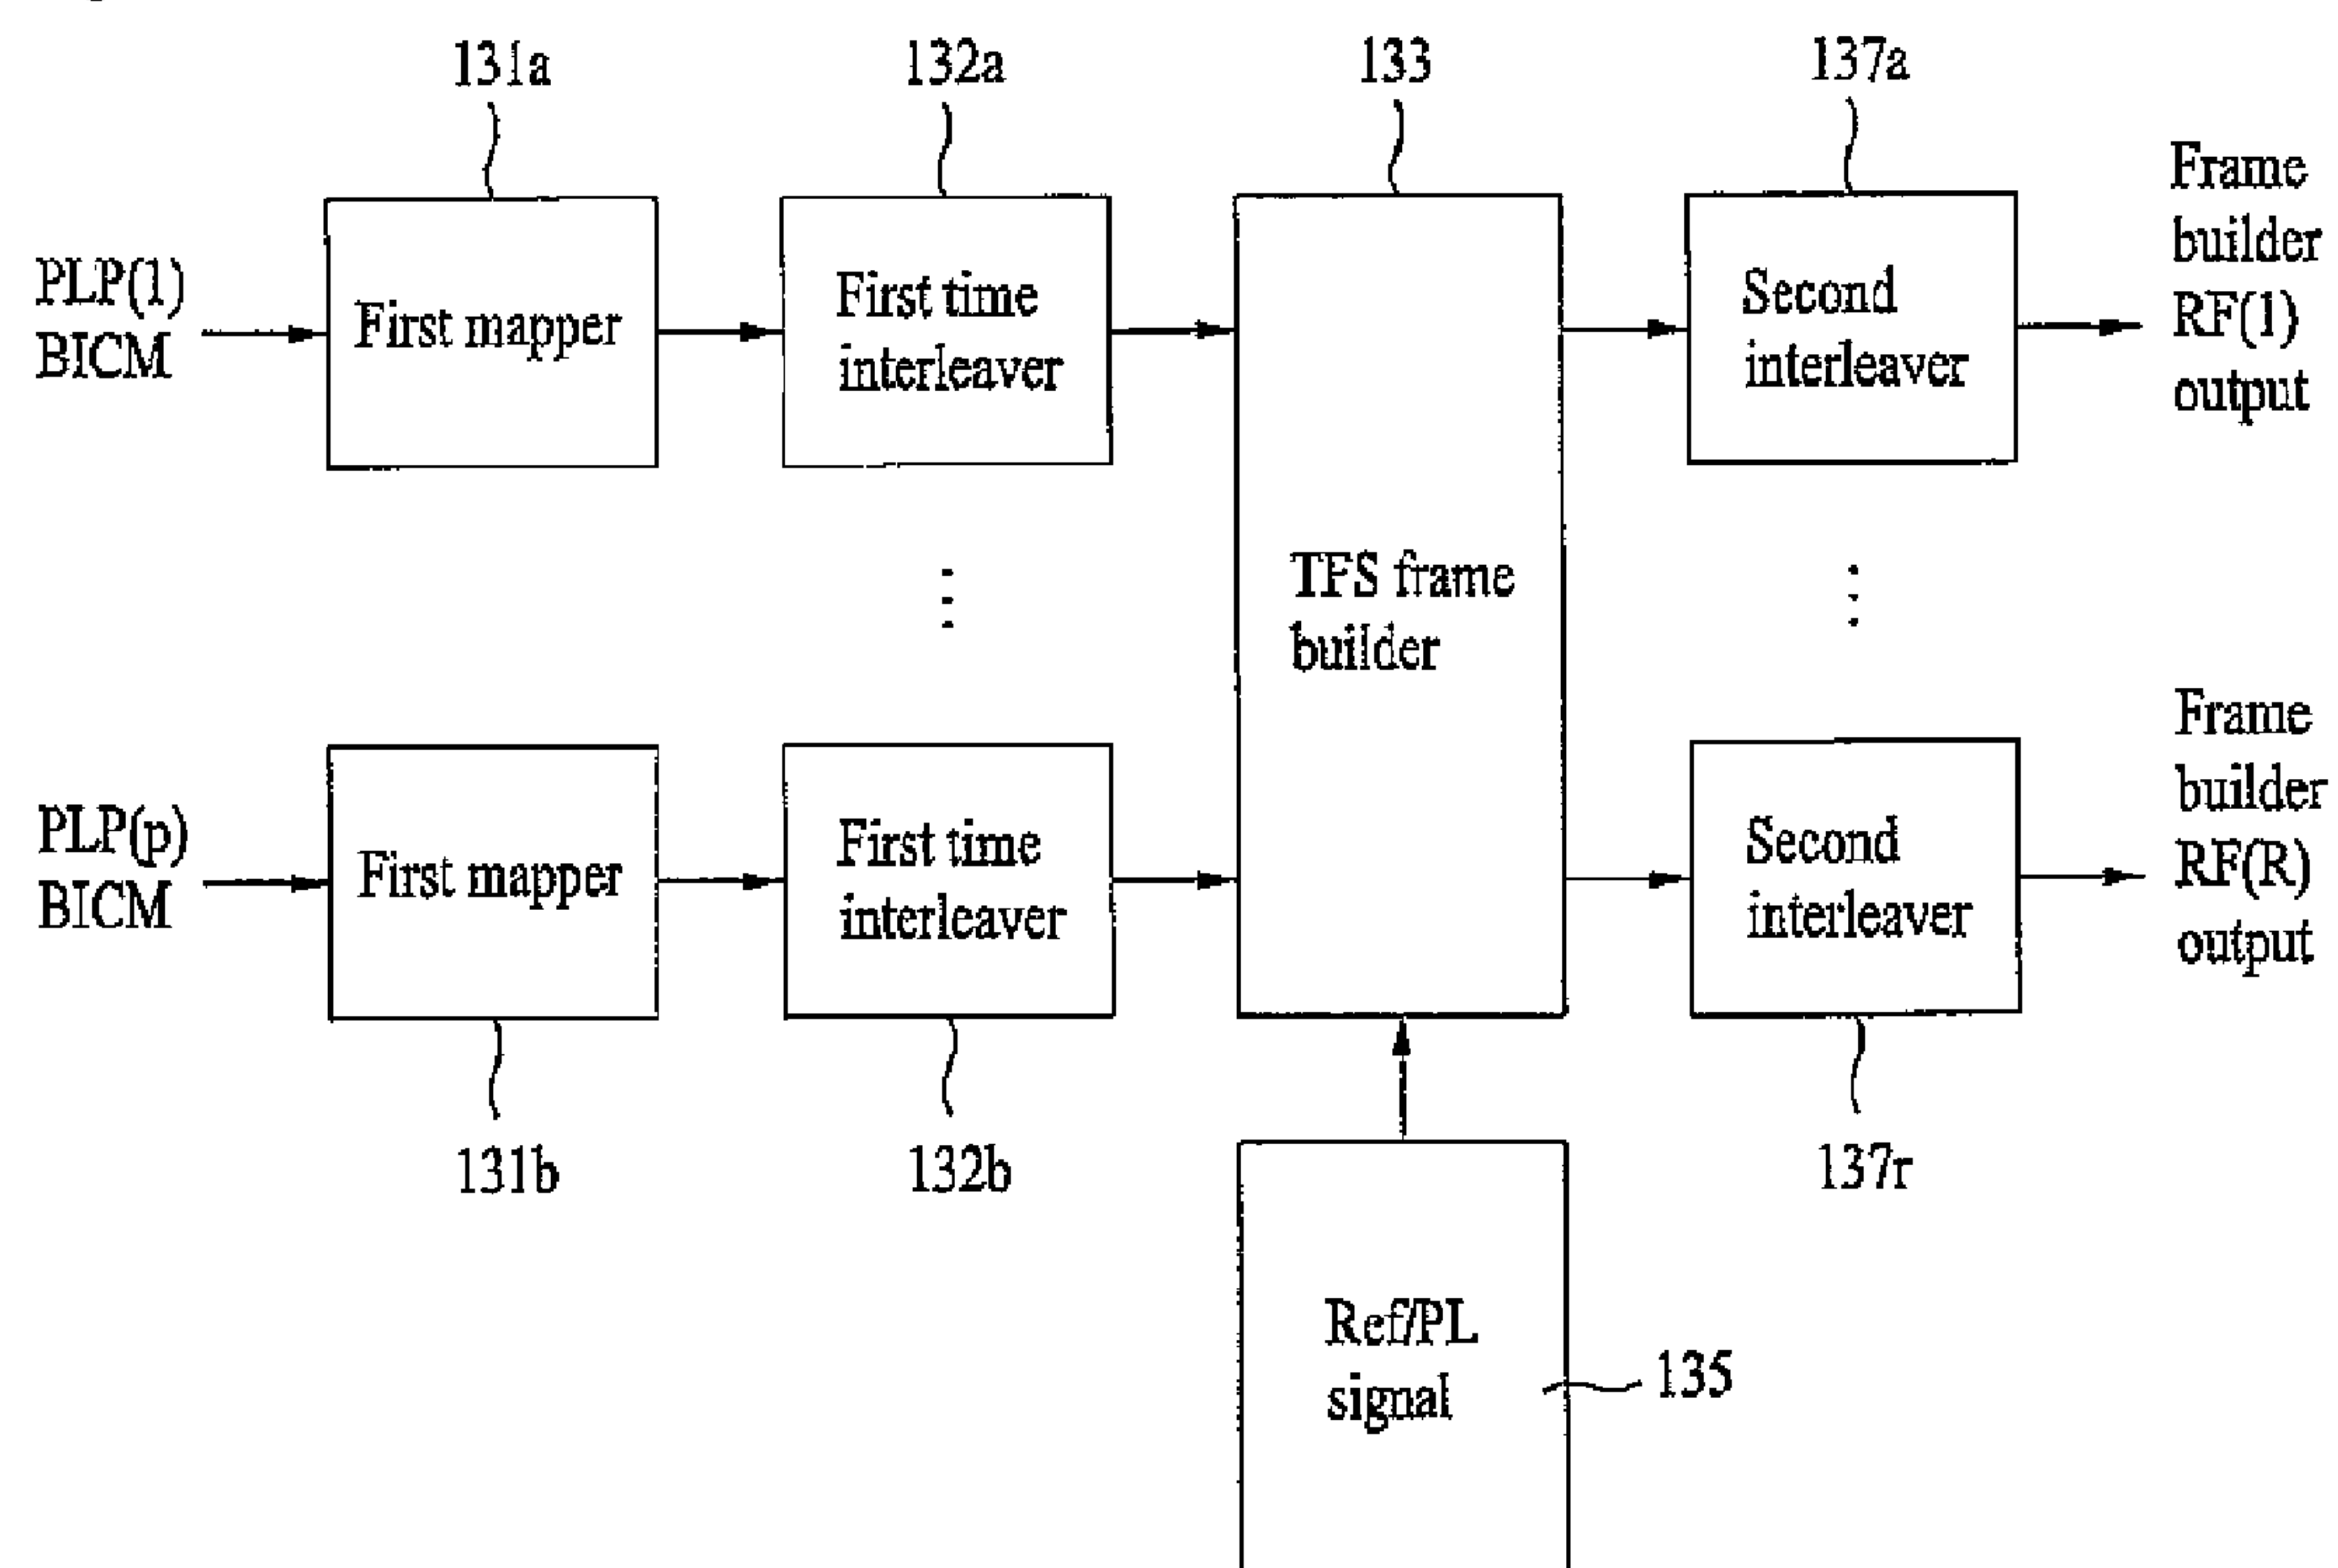 131a
132a
133
137a
PLP(1)
BICM
First mapper
First time
interleaver
TFS frame
builder
Second
interleaver
Frame
builder
RF(1)
output
PLP(p)
BICM
First mapper
First time
interleaver
Second
interleaver
Frame
builder
RF(R)
output
131b
132b
137r
Ref/PL
signal
135